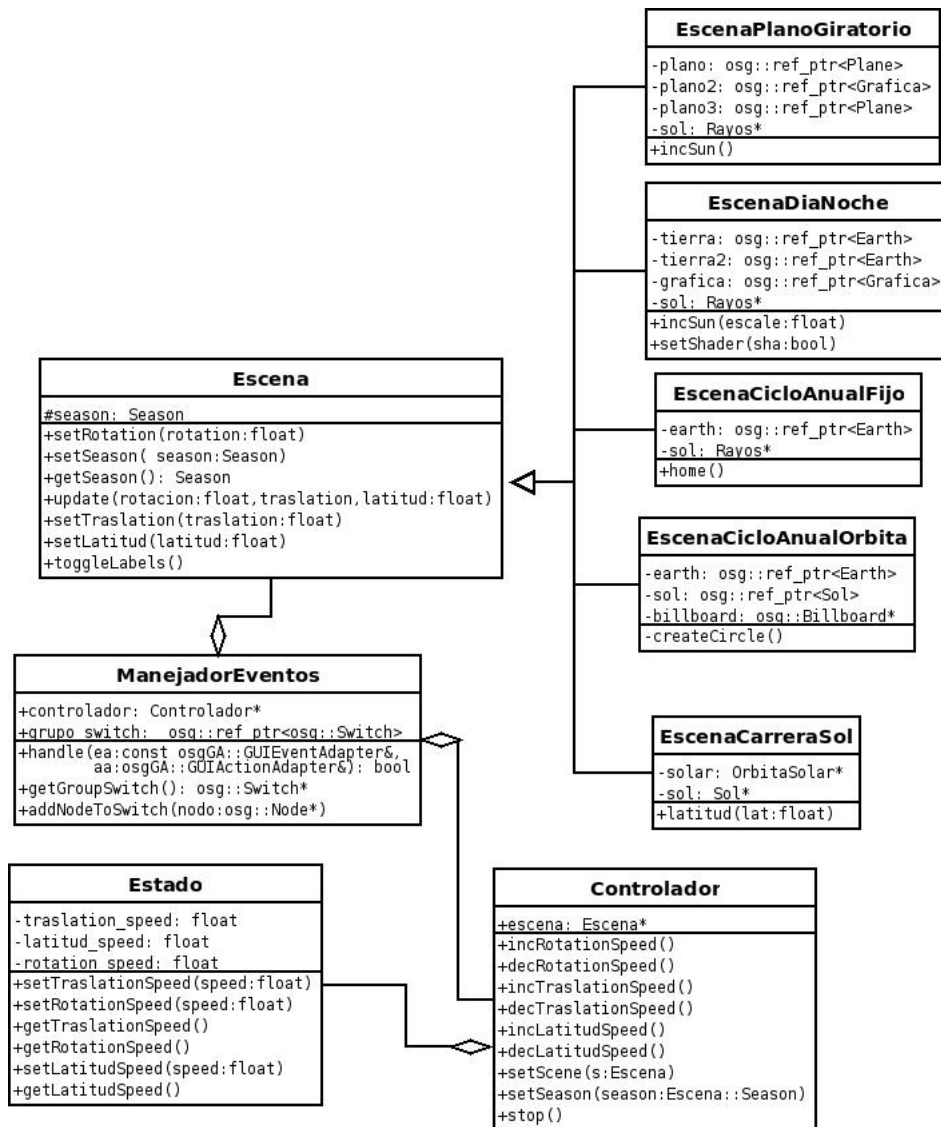 EscenaPlanoGiratorio
-plano: osg::ref_ptr<Plane>
-plano2: osg::ref_ptr<Grafica>
-plano3: osg::ref_ptr<Plane>
-sol: Rayos*
+incSun()
EscenaDiaNoche
-tierra: osg::ref_ptr<Earth>
-tierra2: osg::ref_ptr<Earth>
-grafica: osg::ref_ptr<Grafica>
-sol: Rayos*
+incSun(escale:float)
+setShader(sha:bool)
Escena
#season: Season
+setRotation(rotation:float)
+setSeason( season:Season)
+getSeason(): Season
+update(rotacion:float,traslation,latitud:float)
+setTraslation(traslation:float)
+setLatitud(latitud:float)
+toggleLabels()
EscenaCicloAnualFijo
-earth: osg::ref_ptr<Earth>
-sol: Rayos*
+home()
EscenaCicloAnualOrbita
-earth: osg::ref_ptr<Earth>
-sol: osg::ref_ptr<Sol>
-billboard: osg::Billboard*
-createCircle()
ManejadorEventos
+controlador: Controlador*
+grupo_switch: osg::ref_ptr<osg::Switch>
+handle(ea:const osgGA::GUIEventAdapter&,
aa:osgGA::GUIActionAdapter&): bool
+getGroupSwitch(): osg::Switch*
+addNodeToSwitch(nodo:osg::Node*)
EscenaCarreraSol
-solar: OrbitaSolar*
-sol: Sol*
+latitud(lat:float)
Estado
-traslation_speed: float
-latitud_speed: float
-rotation_speed: float
+setTraslationSpeed(speed:float)
+setRotationSpeed(speed:float)
+getTraslationSpeed()
+getRotationSpeed()
+setLatitudSpeed(speed:float)
+getLatitudSpeed()
Controlador
+escena: Escena*
+incRotationSpeed()
+decRotationSpeed()
+incTraslationSpeed()
+decTraslationSpeed()
+incLatitudSpeed()
+decLatitudSpeed()
+setScene(s:Escena)
+setSeason(season:Escena::Season)
+stop()